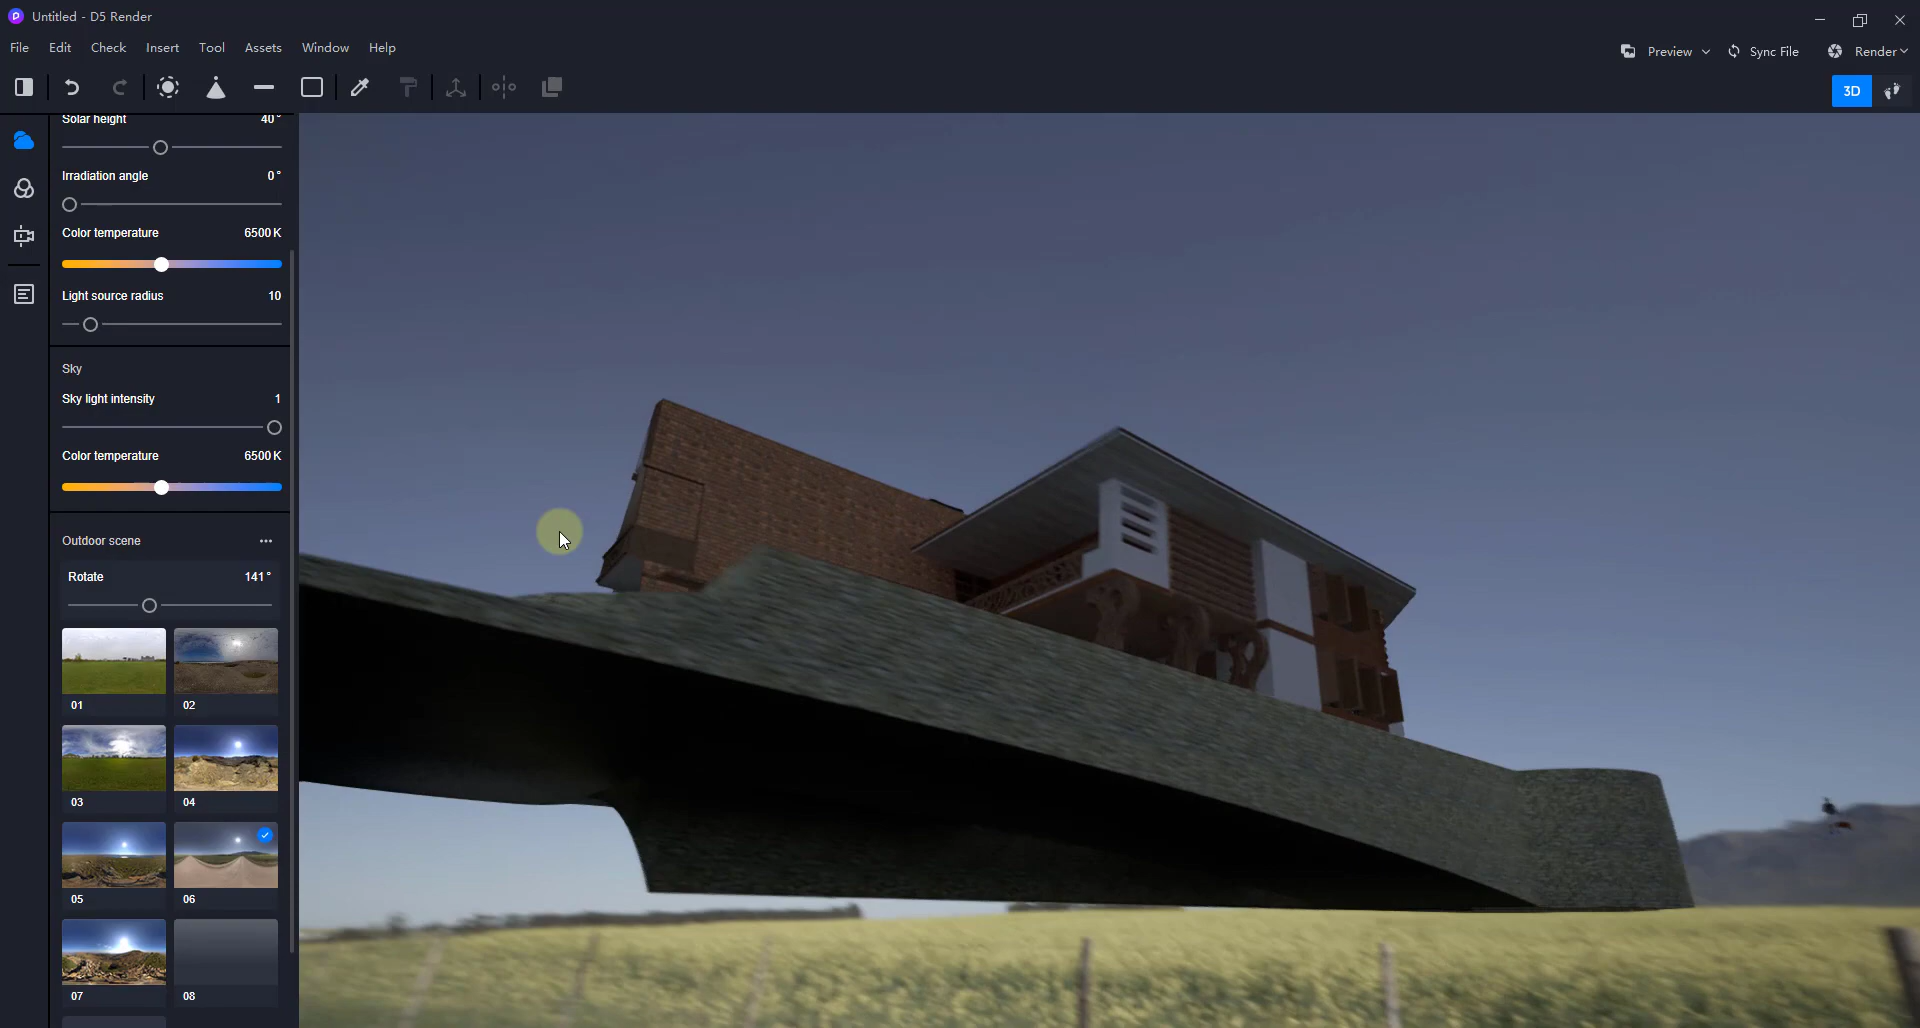 Untitled - D5 Render
File Edit Check Insert Tool Assets Window Help
Preview Sync File Render
3D
Solar height 40°
Irradiation angle 0°
Color temperature 6500 K
Light source radius 10
Sky
Sky light intensity 1
Color temperature 6500 K
Outdoor scene ...
Rotate 141°
01 02
03 04
05 06
07 08